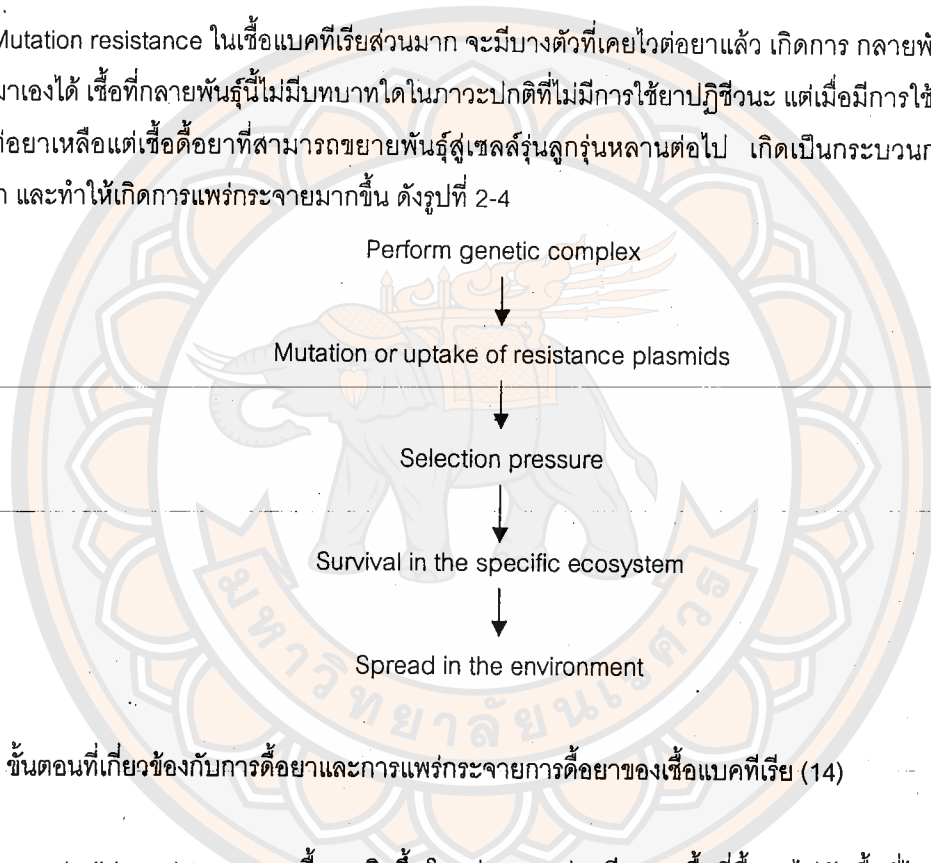 Mutation resistance ในเชื้อแบคทีเรียส่วนมาก จะมีบางตัวที่เคยไวต่อยาแล้ว เกิดการ กลายพั
มาเองได้ เชื้อที่กลายพันธุ์นี้ไม่มีบทบาทใดในภาวะปกติที่ไม่มีการใช้ยาปฏิชีวนะ แต่เมื่อมีการใช้
ต่อยาเหลือแต่เชื้อดื้อยาที่สามารถขยายพันธุ์สู่เซลล์รุ่นลูกรุ่นหลานต่อไป เกิดเป็นกระบวนก
และทำให้เกิดการแพร่กระจายมากขึ้น ดังรูปที่ 2-4
Perform genetic complex
Mutation or uptake of resistance plasmids
Selection pressure
Survival in the specific ecosystem
Spread in the environment
มหาวิทยาลัยนเรศวร
ขั้นตอนที่เกี่ยวข้องกับการดื้อยาและการแพร่กระจายการดื้อยาของเชื้อแบคทีเรีย (14)